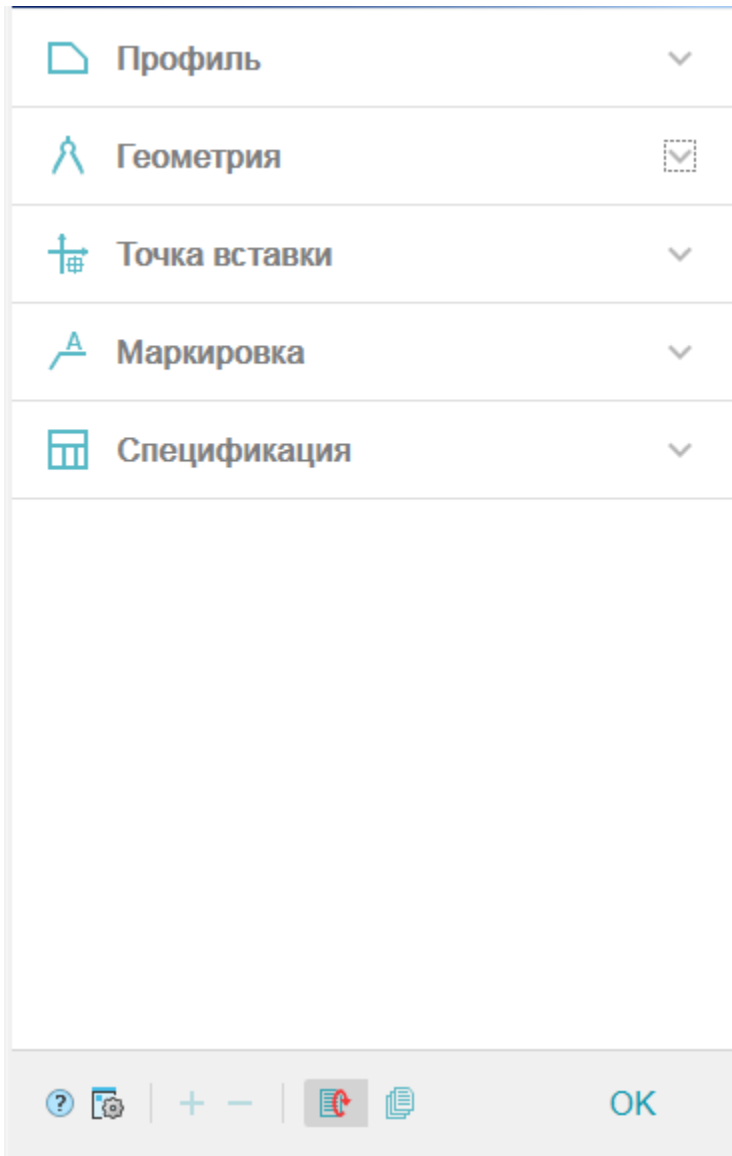 Профиль
Геометрия
Точка вставки
A
Маркировка
Спецификация
?
OK